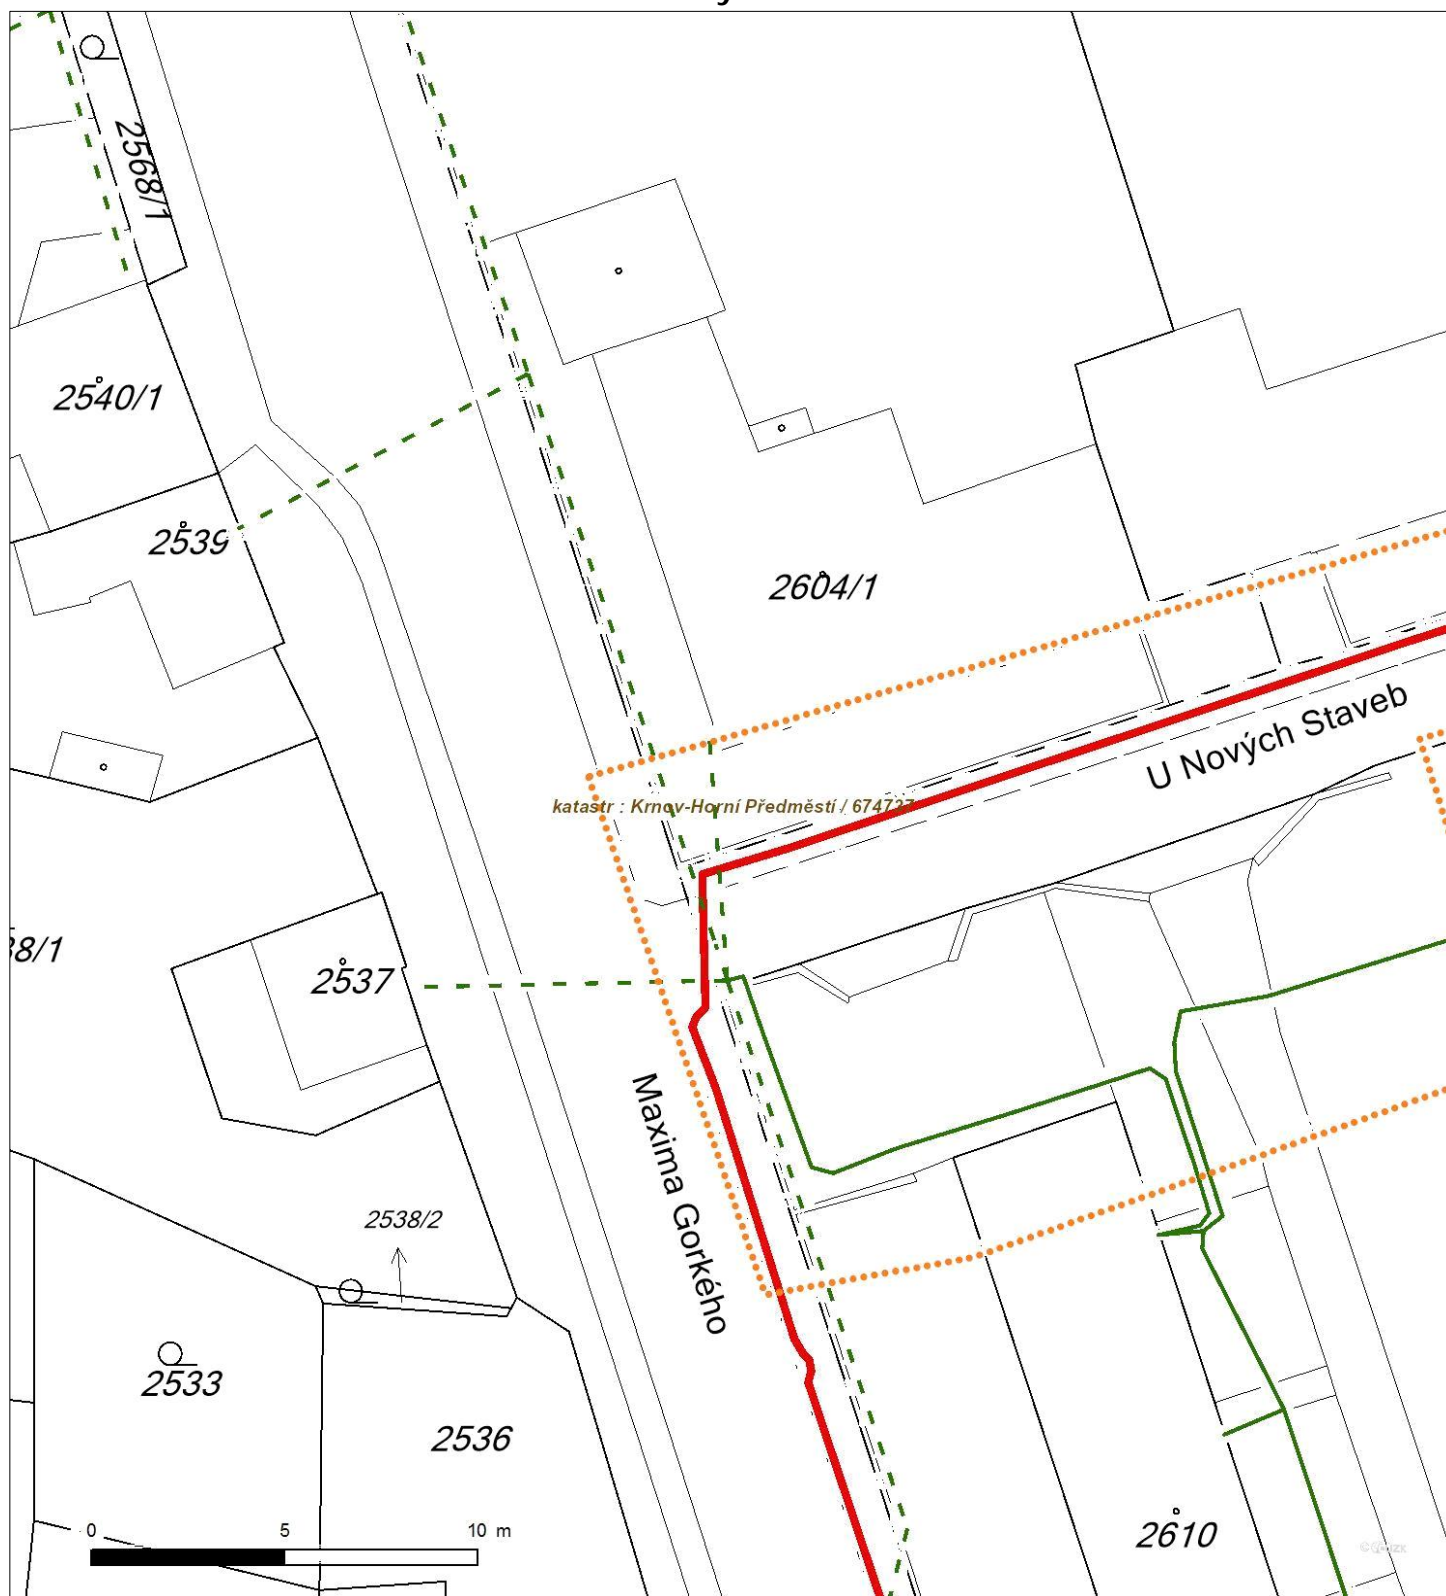 2568/1
2540/1
2539
2604/1
U Nových Staveb
katastr : Krnov-Horní Předměstí / 674737
8/1
2537
Maxima Gorkého
2538/2
2533
2536
0 5 10 m
2610